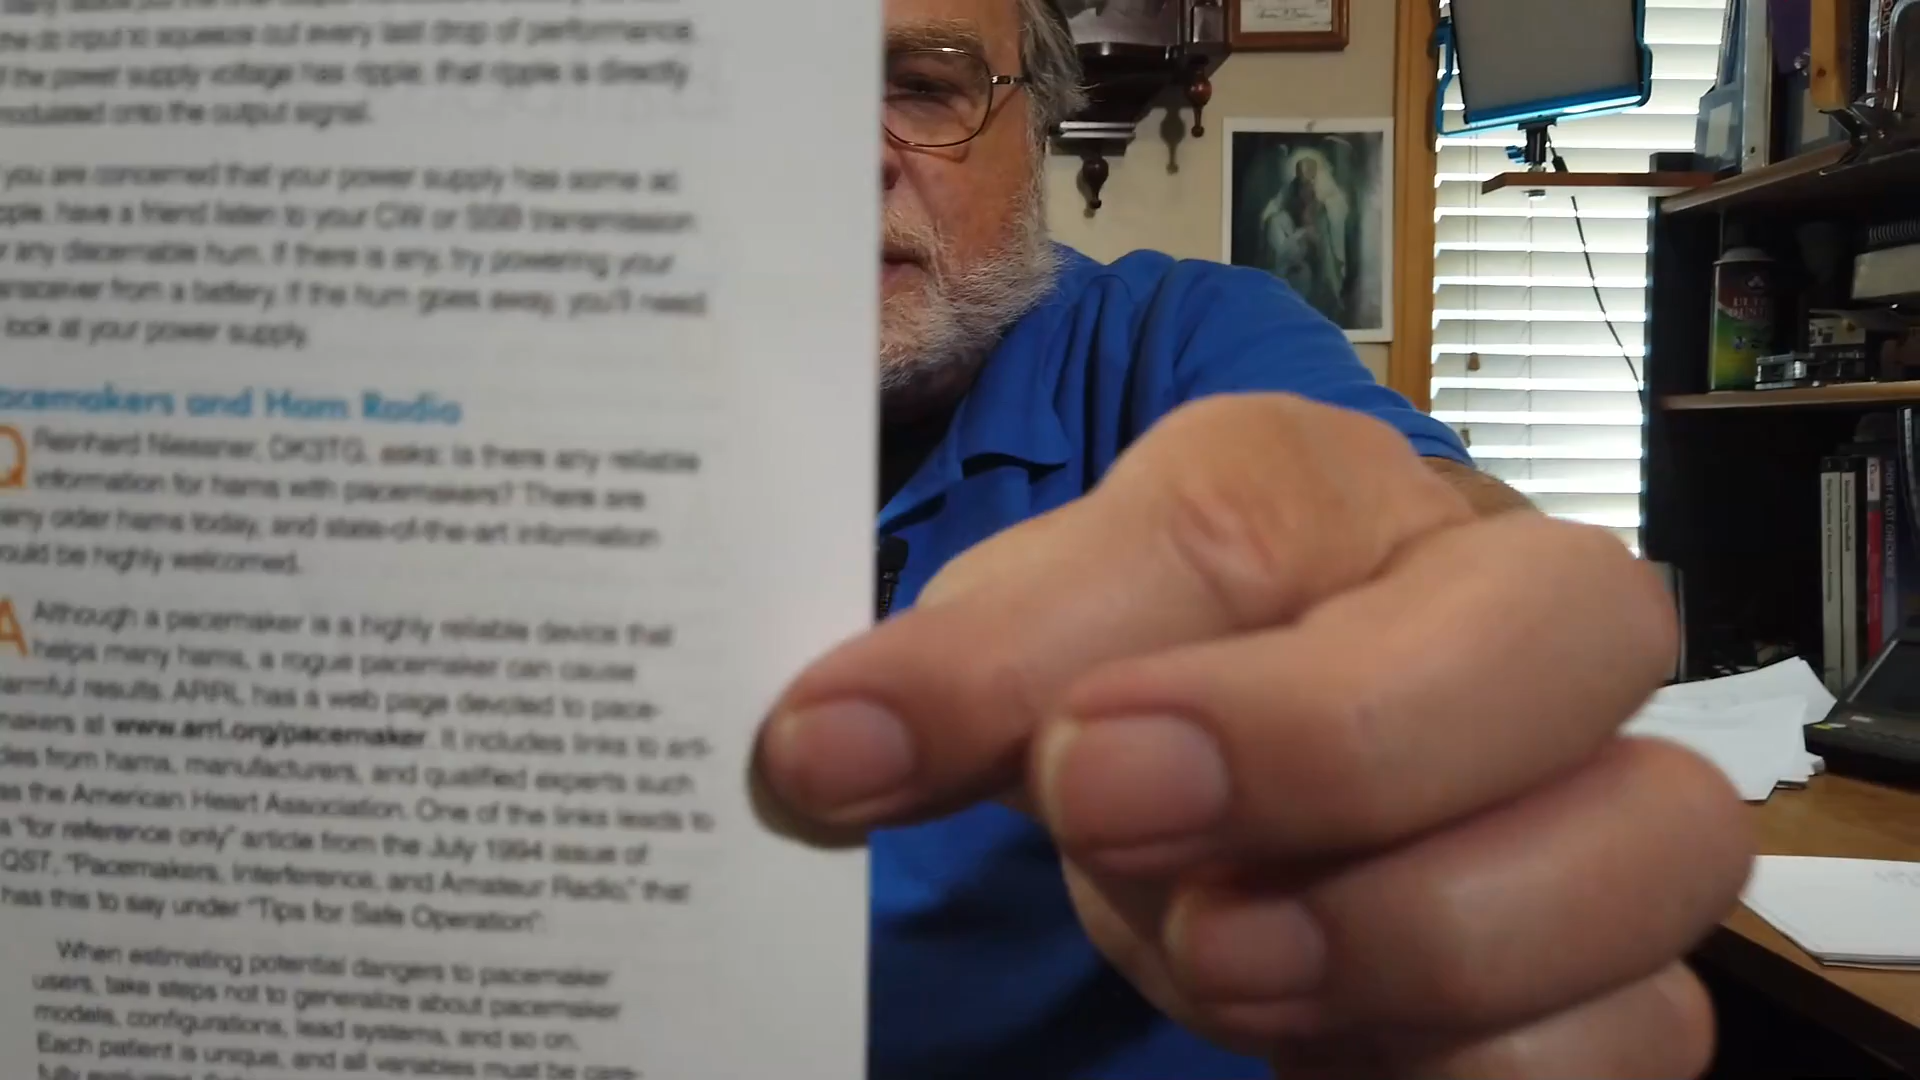 the dc input to squeeze out every last drop of performance.
the power supply voltage has ripple, that ripple is directly
modulated onto the output signal.
you are concerned that your power supply has some ac
ripple, have a friend listen to your CW or SSB transmission
any discernable hum. If there is any, try powering your
transceiver from a battery. If the hum goes away, you'll need
look at your power supply.
acemakers and Ham Radio
Q Reinhard Niessner, DK3TG, asks: Is there any reliable
information for hams with pacemakers? There are
any older hams today, and state-of-the-art information
ould be highly welcomed.
A Although a pacemaker is a highly reliable device that
helps many hams, a rogue pacemaker can cause
harmful results. ARRL has a web page devoted to pace-
makers at www.arrl.org/pacemaker. It includes links to arti-
cles from hams, manufacturers, and qualified experts such
as the American Heart Association. One of the links leads to
a "for reference only" article from the July 1994 issue of
QST, "Pacemakers, Interference, and Amateur Radio," that
has this to say under "Tips for Safe Operation":
When estimating potential dangers to pacemaker
users, take steps not to generalize about pacemaker
models, configurations, lead systems, and so on.
Each patient is unique, and all variables must be care-
ULTRA
DUSTER